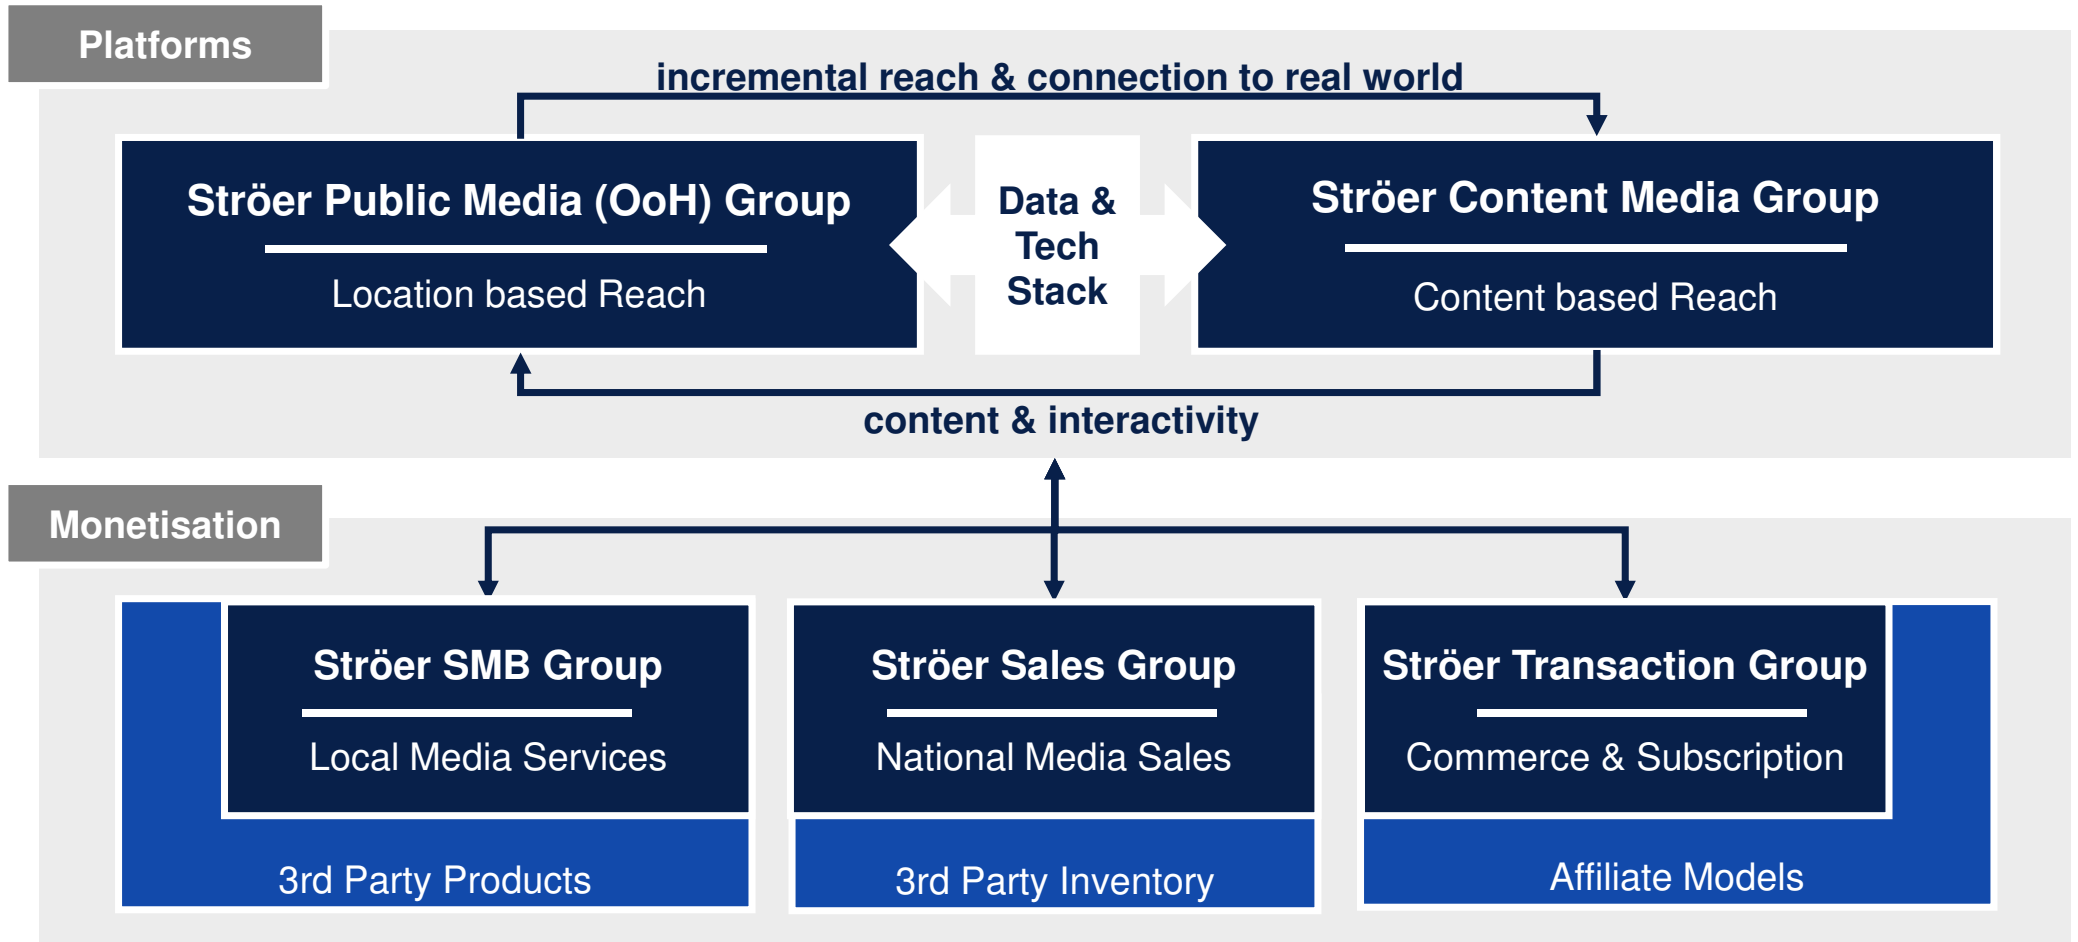 Platforms
incremental reach & connection to real world
Ströer Public Media (OoH) Group
Location based Reach
Data &
Tech
Stack
Ströer Content Media Group
Content based Reach
content & interactivity
Monetisation
Ströer SMB Group
Local Media Services
3rd Party Products
Ströer Sales Group
National Media Sales
3rd Party Inventory
Ströer Transaction Group
Commerce & Subscription
Affiliate Models